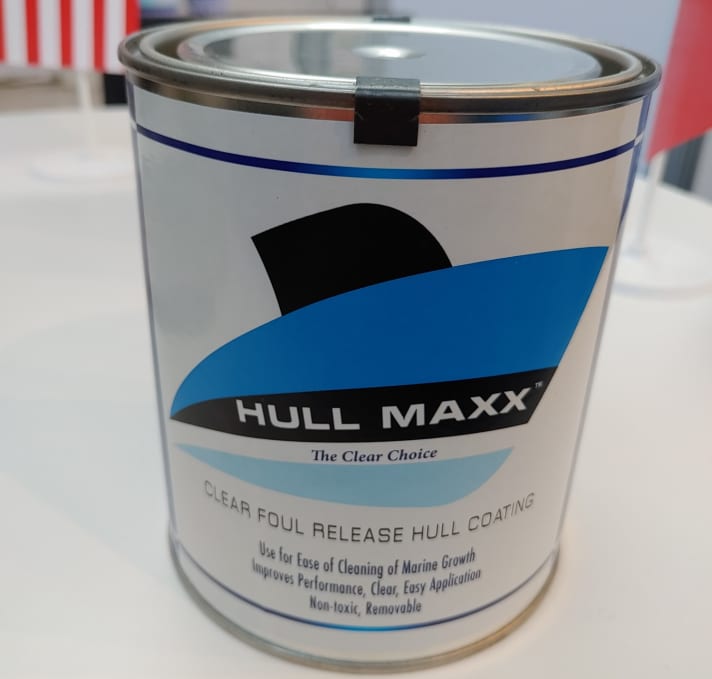 HULL MAXX™
The Clear Choice
CLEAR FOUL RELEASE HULL COATING
Use for Ease of Cleaning of Marine Growth
Improves Performance, Clear, Easy Application
Non-toxic, Removable